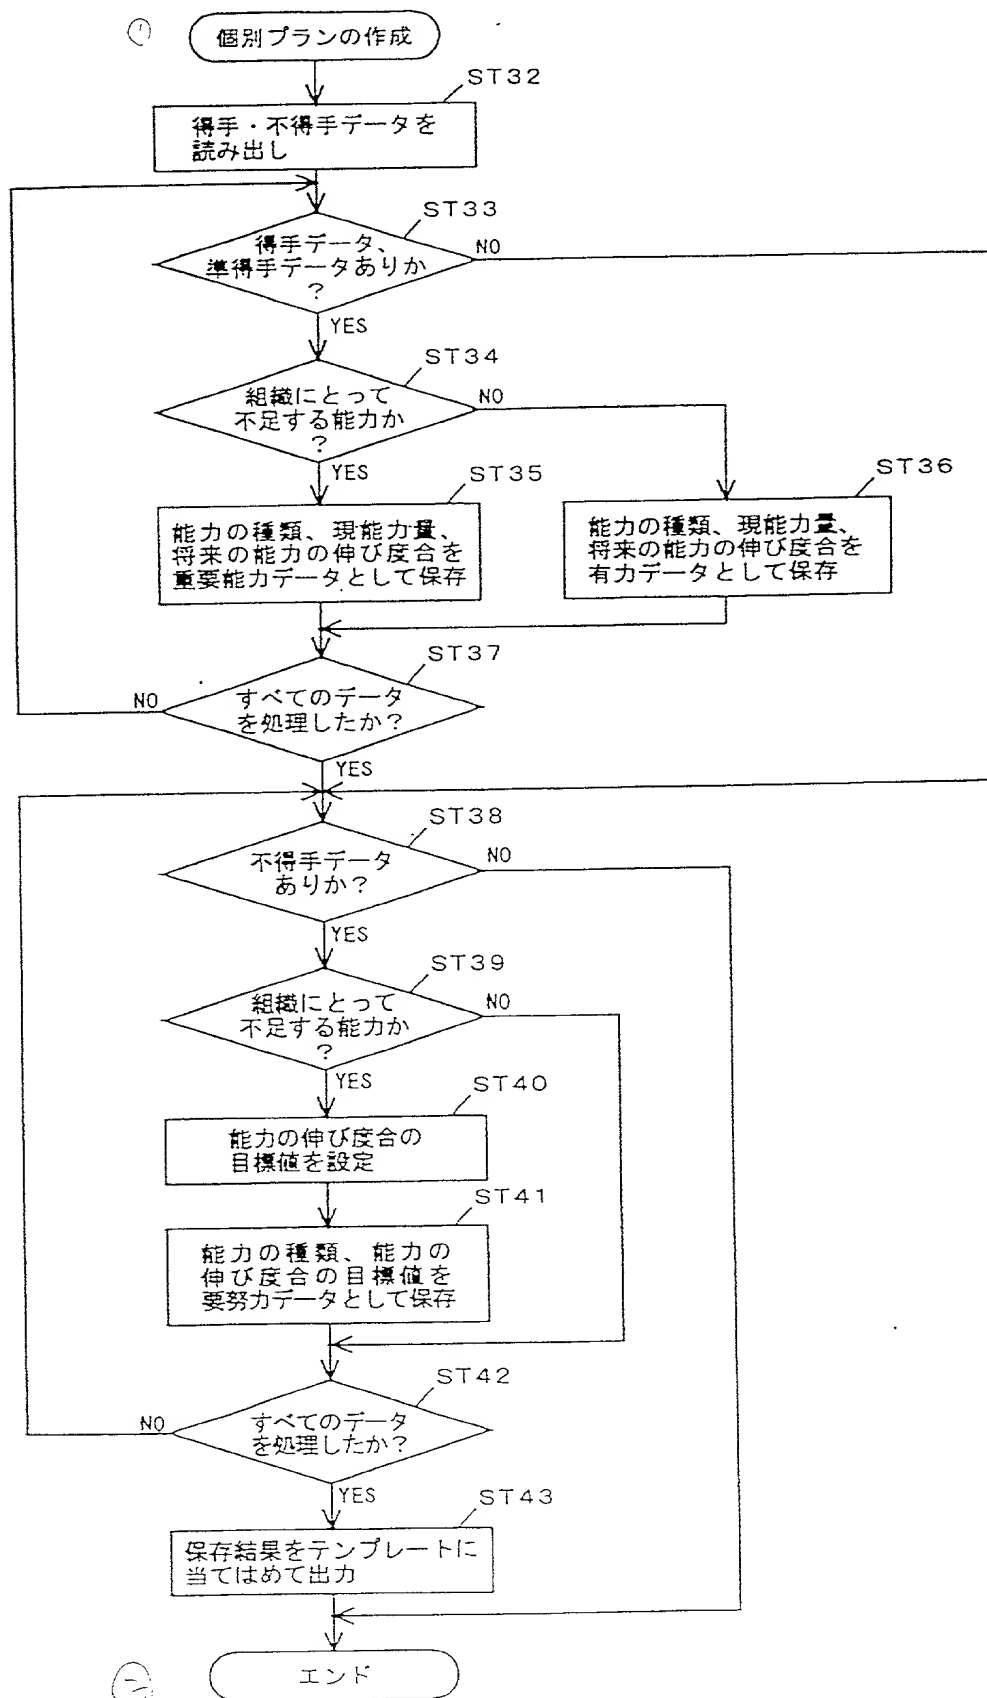 個別プランの作成
ST32
得手・不得手データを
読み出し
ST33
得手データ、
準得手データありか
?
NO
YES
ST34
組織にとって
不足する能力か
?
NO
YES
ST35
能力の種類、現能力量、
将来の能力の伸び度合を
重要能力データとして保存
ST36
能力の種類、現能力量、
将来の能力の伸び度合を
有力データとして保存
ST37
すべてのデータ
を処理したか?
NO
YES
ST38
不得手データ
ありか?
NO
YES
ST39
組織にとって
不足する能力か
?
NO
YES
ST40
能力の伸び度合の
目標値を設定
ST41
能力の種類、能力の
伸び度合の目標値を
要努力データとして保存
ST42
すべてのデータ
を処理したか?
NO
YES
ST43
保存結果をテンプレートに
当てはめて出力
エンド